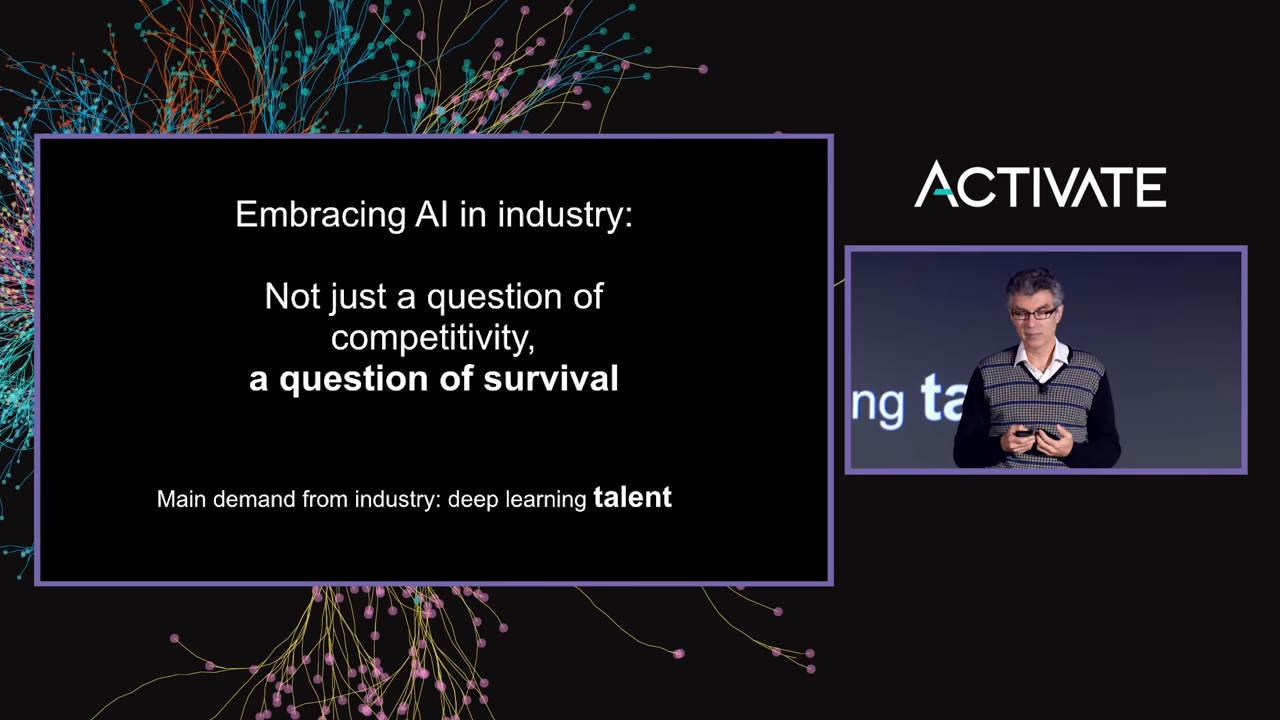 Embracing AI in industry:
Not just a question of
competitivity,
a question of survival
Main demand from industry: deep learning talent
ACTIVATE
ng ta